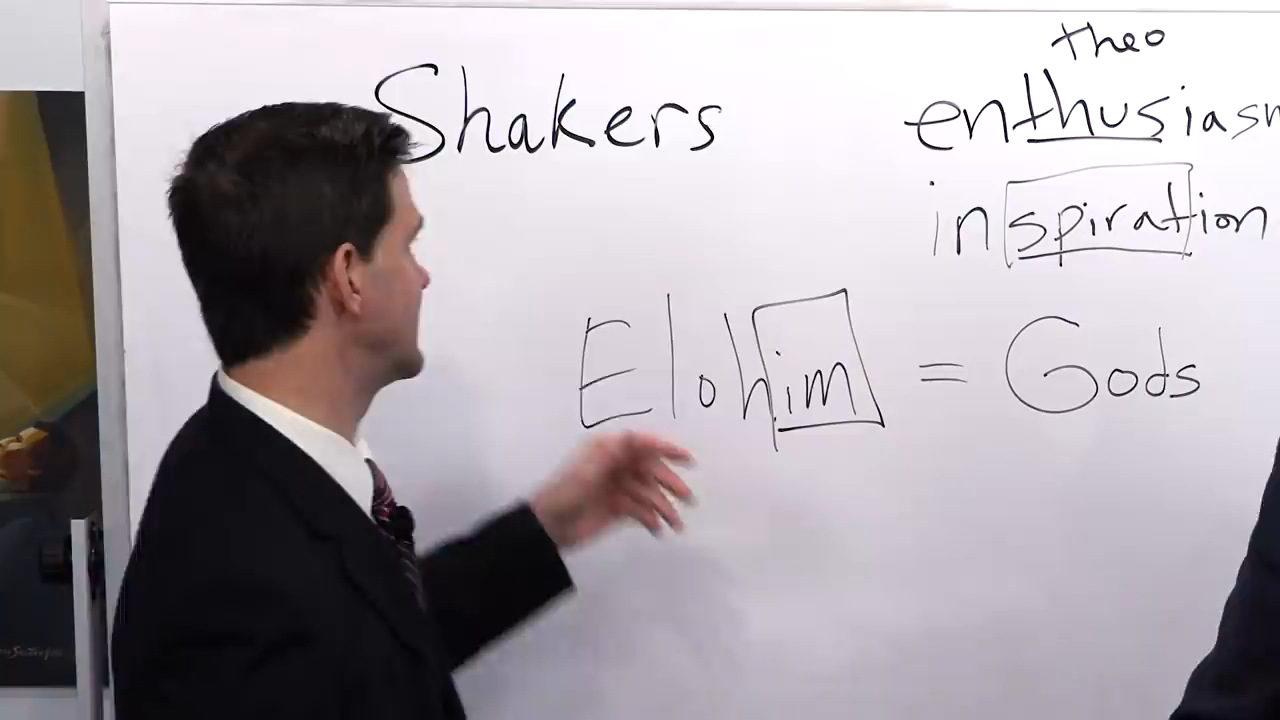 Shakers
theo
enthusiasm
inspiration
Elohim = Gods